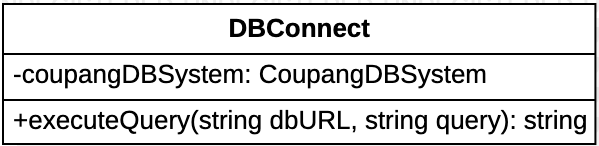 DBConnect
-coupangDBSystem: CoupangDBSystem
+executeQuery(string dbURL, string query): string